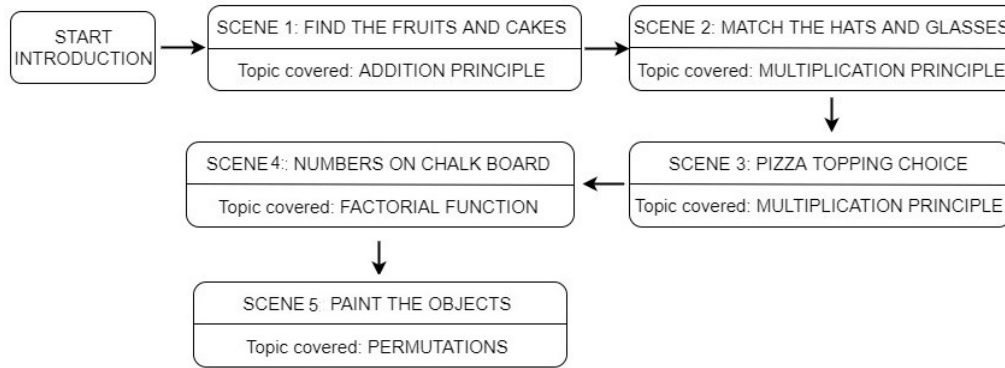 START
INTRODUCTION
SCENE 1: FIND THE FRUITS AND CAKES
Topic covered: ADDITION PRINCIPLE
SCENE 2: MATCH THE HATS AND GLASSES
Topic covered: MULTIPLICATION PRINCIPLE
SCENE 3: PIZZA TOPPING CHOICE
Topic covered: MULTIPLICATION PRINCIPLE
SCENE 4:: NUMBERS ON CHALK BOARD
Topic covered: FACTORIAL FUNCTION
SCENE 5: PAINT THE OBJECTS
Topic covered: PERMUTATIONS